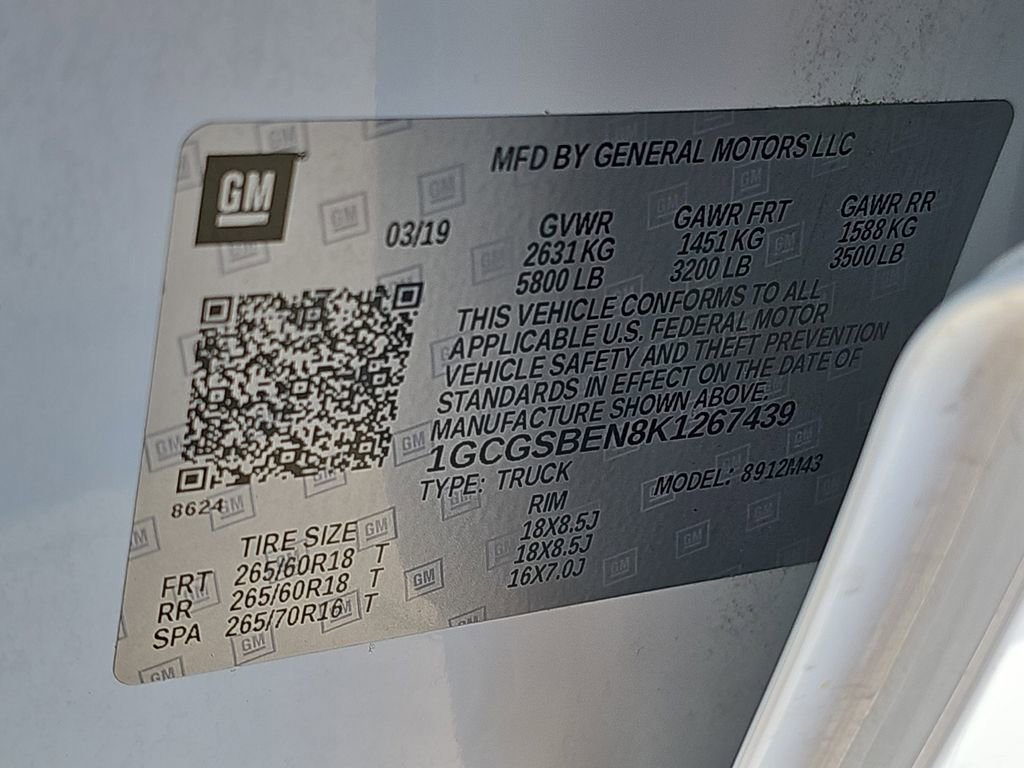 GM
MFD BY GENERAL MOTORS LLC
03/19
GVWR GAWR FRT GAWR RR
2631 KG 1451 KG 1588 KG
5800 LB 3200 LB 3500 LB
THIS VEHICLE CONFORMS TO ALL
APPLICABLE U.S. FEDERAL MOTOR
VEHICLE SAFETY AND THEFT PREVENTION
STANDARDS IN EFFECT ON THE DATE OF
MANUFACTURE SHOWN ABOVE.
1GCGSBEN8K1267439
TYPE: TRUCK MODEL: 8912M43
8624
TIRE SIZE RIM
FRT 265/60R18 T 18X8.5J
RR 265/60R18 T 18X8.5J
SPA 265/70R16 T 16X7.0J